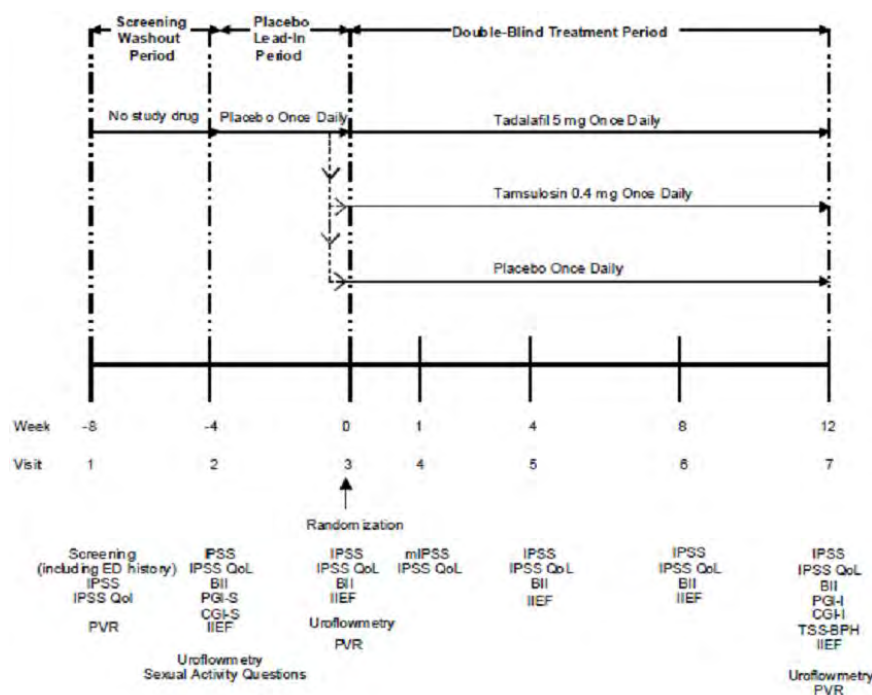 Screening
Washout
Period
Placebo
Lead-In
Period
Double-Blind Treatment Period
No study drug
Placebo Once Daily
Tadalafil 5 mg Once Daily
Tamsulosin 0.4 mg Once Daily
Placebo Once Daily
Week -8 -4 0 1 4 8 12
Visit 1 2 3 4 5 6 7
Randomization
Screening
(including ED history)
IPSS
IPSS Qol
PVR
IPSS
IPSS QoL
BII
PGI-S
CGI-S
IIEF
Uroflowmetry
Sexual Activity Questions
IPSS
IPSS QoL
BII
IIEF
Uroflowmetry
PVR
mIPSS
IPSS QoL
IPSS
IPSS QoL
BII
IIEF
IPSS
IPSS QoL
BII
IIEF
IPSS
IPSS QoL
BII
PGI-I
CGI-I
TSS-BPH
IIEF
Uroflowmetry
PVR